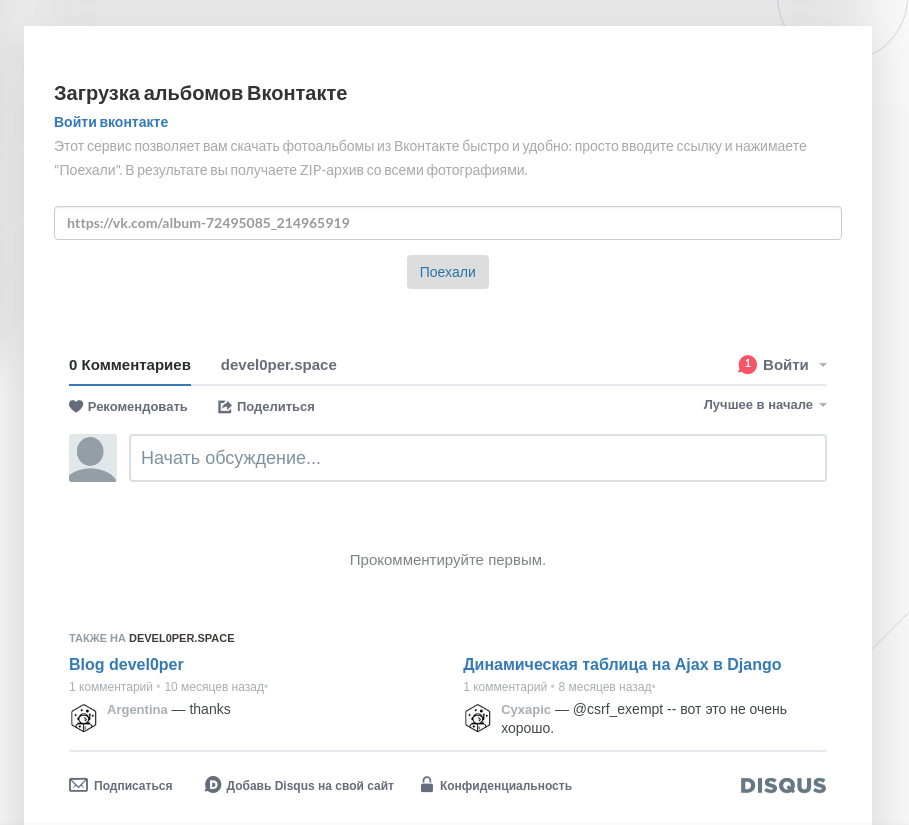 Загрузка альбомов Вконтакте
Войти вконтакте
Этот сервис позволяет вам скачать фотоальбомы из Вконтакте быстро и удобно: просто вводите ссылку и нажимаете
"Поехали". В результате вы получаете ZIP-архив со всеми фотографиями.
https://vk.com/album-72495085_214965919
Поехали
0 Комментариев devel0per.space 1 Войти
Рекомендовать Поделиться Лучшее в начале
Начать обсуждение...
Прокомментируйте первым.
ТАКЖЕ НА DEVEL0PER.SPACE
Blog devel0per
1 комментарий • 10 месяцев назад•
Argentina — thanks
Динамическая таблица на Ajax в Django
1 комментарий • 8 месяцев назад•
Сухарiс — @csrf_exempt -- вот это не очень
хорошо.
Подписаться Добавь Disqus на свой сайт Конфиденциальность DISQUS